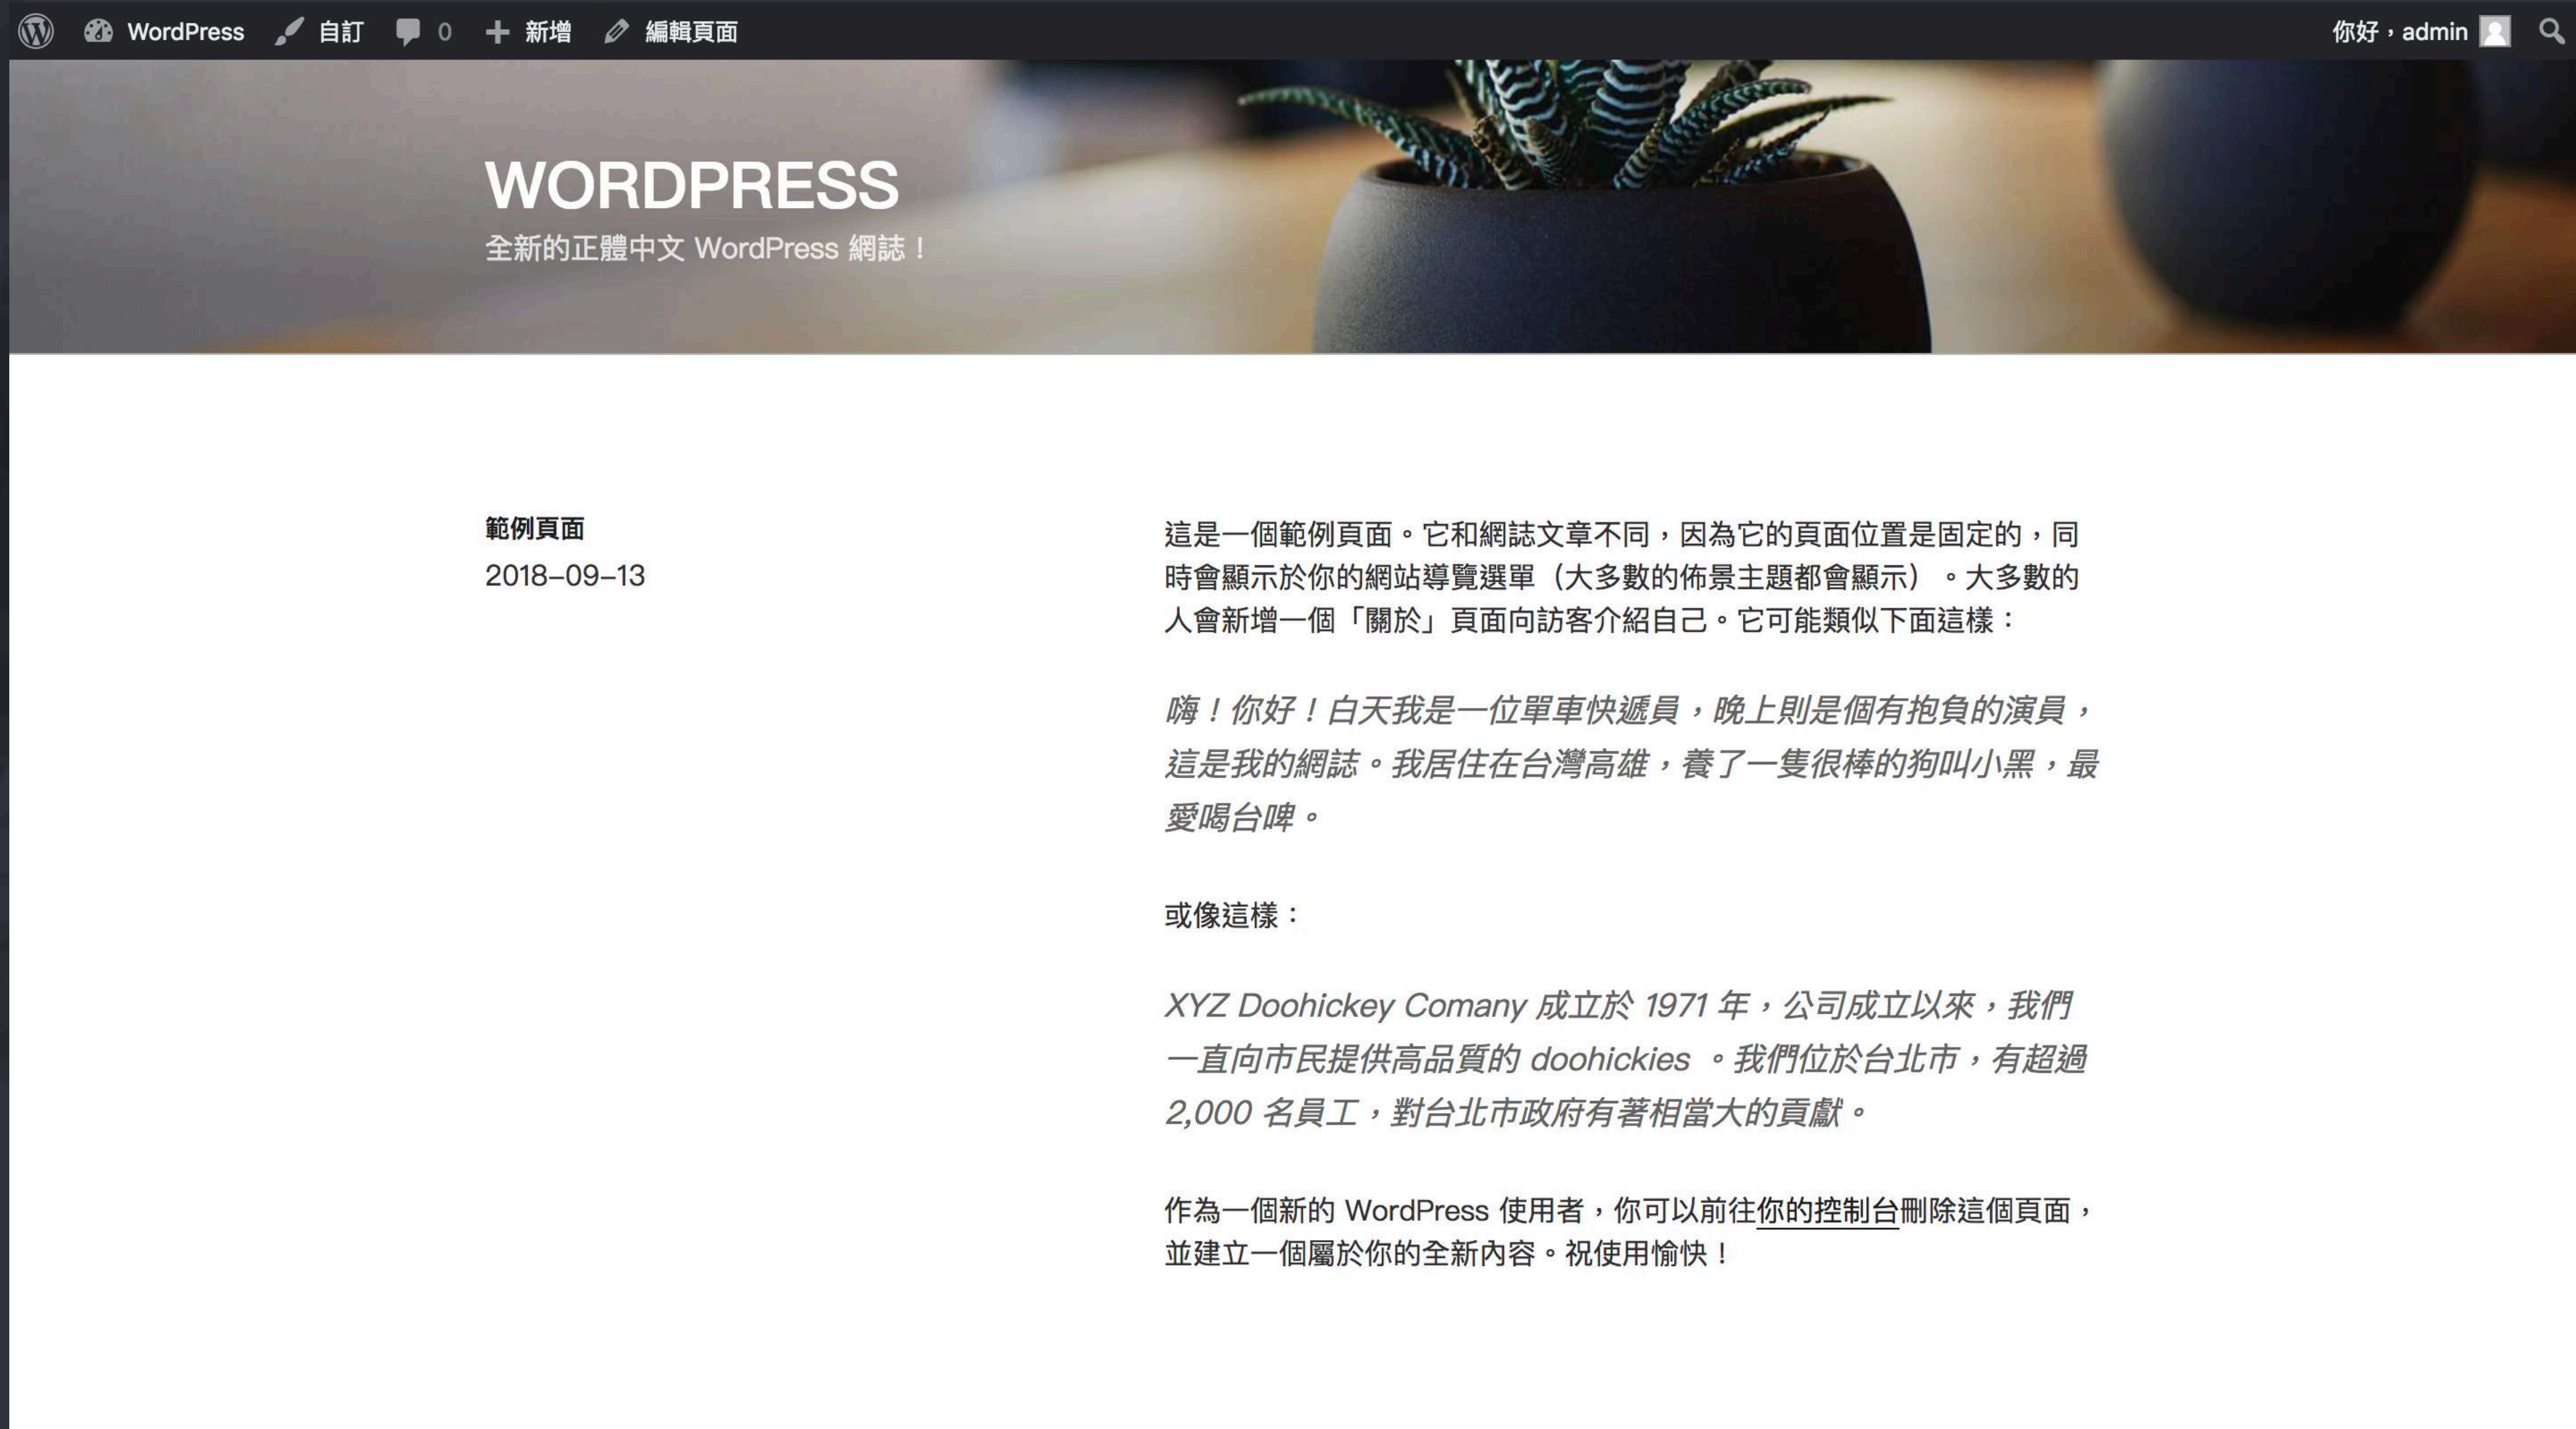 WordPress 自訂 0 新增 編輯頁面 你好，admin
WORDPRESS
全新的正體中文 WordPress 網誌！
範例頁面
2018-09-13
這是一個範例頁面。它和網誌文章不同，因為它的頁面位置是固定的，同
時會顯示於你的網站導覽選單（大多數的佈景主題都會顯示）。大多數的
人會新增一個「關於」頁面向訪客介紹自己。它可能類似下面這樣：
嗨！你好！白天我是一位單車快遞員，晚上則是個有抱負的演員，
這是我的網誌。我居住在台灣高雄，養了一隻很棒的狗叫小黑，最
愛喝台啤。
或像這樣：
XYZ Doohickey Comany 成立於 1971 年，公司成立以來，我們
一直向市民提供高品質的 doohickies 。我們位於台北市，有超過
2,000 名員工，對台北市政府有著相當大的貢獻。
作為一個新的 WordPress 使用者，你可以前往你的控制台刪除這個頁面，
並建立一個屬於你的全新內容。祝使用愉快！